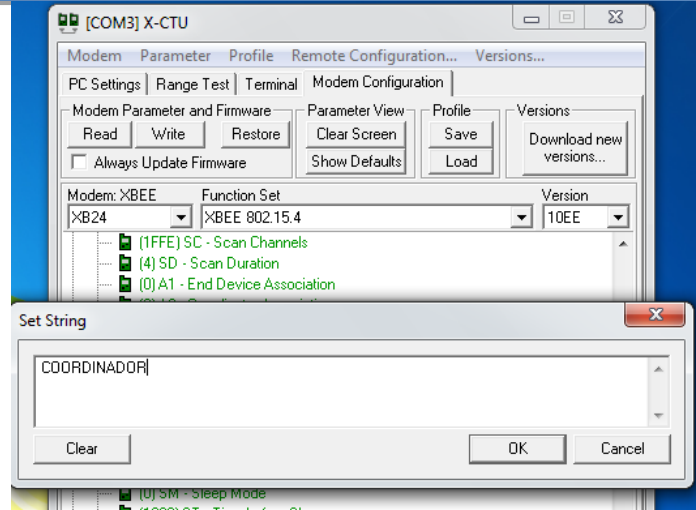 [COM3] X-CTU
Modem Parameter Profile Remote Configuration... Versions...
PC Settings Range Test Terminal Modem Configuration
Modem Parameter and Firmware Parameter View Profile Versions
Read Write Restore Clear Screen Save Download new versions...
Always Update Firmware Show Defaults Load
Modem: XBEE Function Set Version
XB24 XBEE 802.15.4 10EE
(1FFE) SC - Scan Channels
(4) SD - Scan Duration
(0) A1 - End Device Association
Set String
COORDINADOR
Clear OK Cancel
(0) SM - Sleep Mode